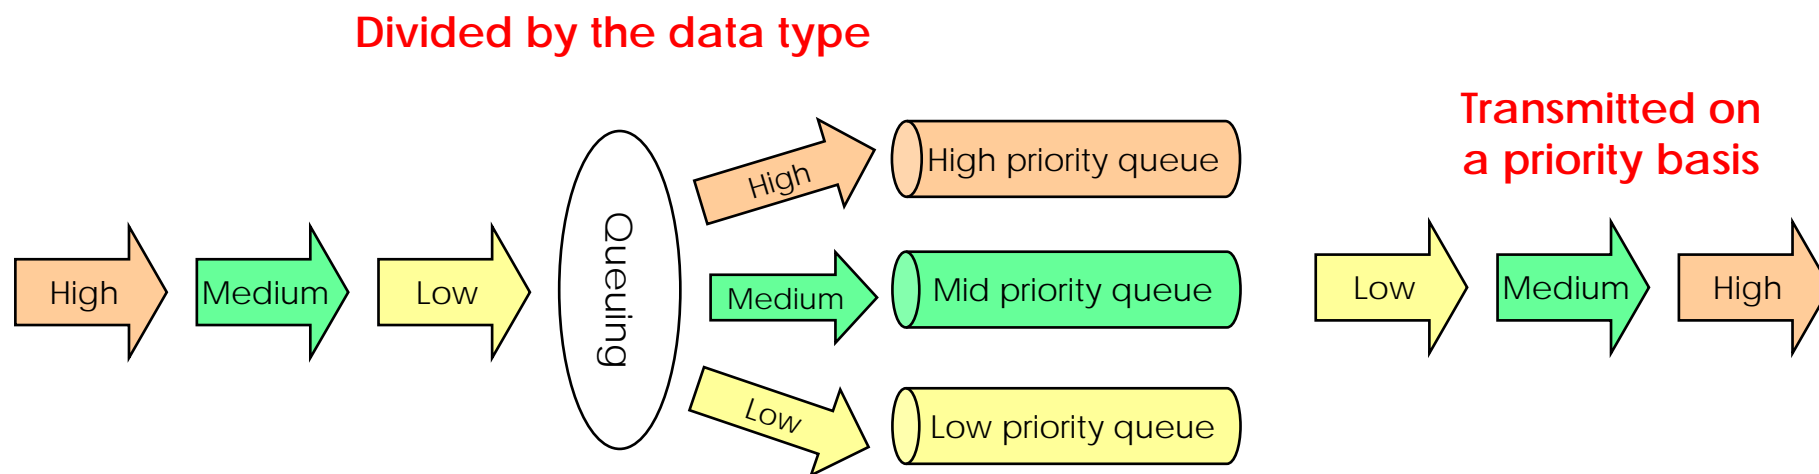 Divided by the data type
Transmitted on
a priority basis
High
Medium
Low
Queuing
High
Medium
Low
High priority queue
Mid priority queue
Low priority queue
Low
Medium
High